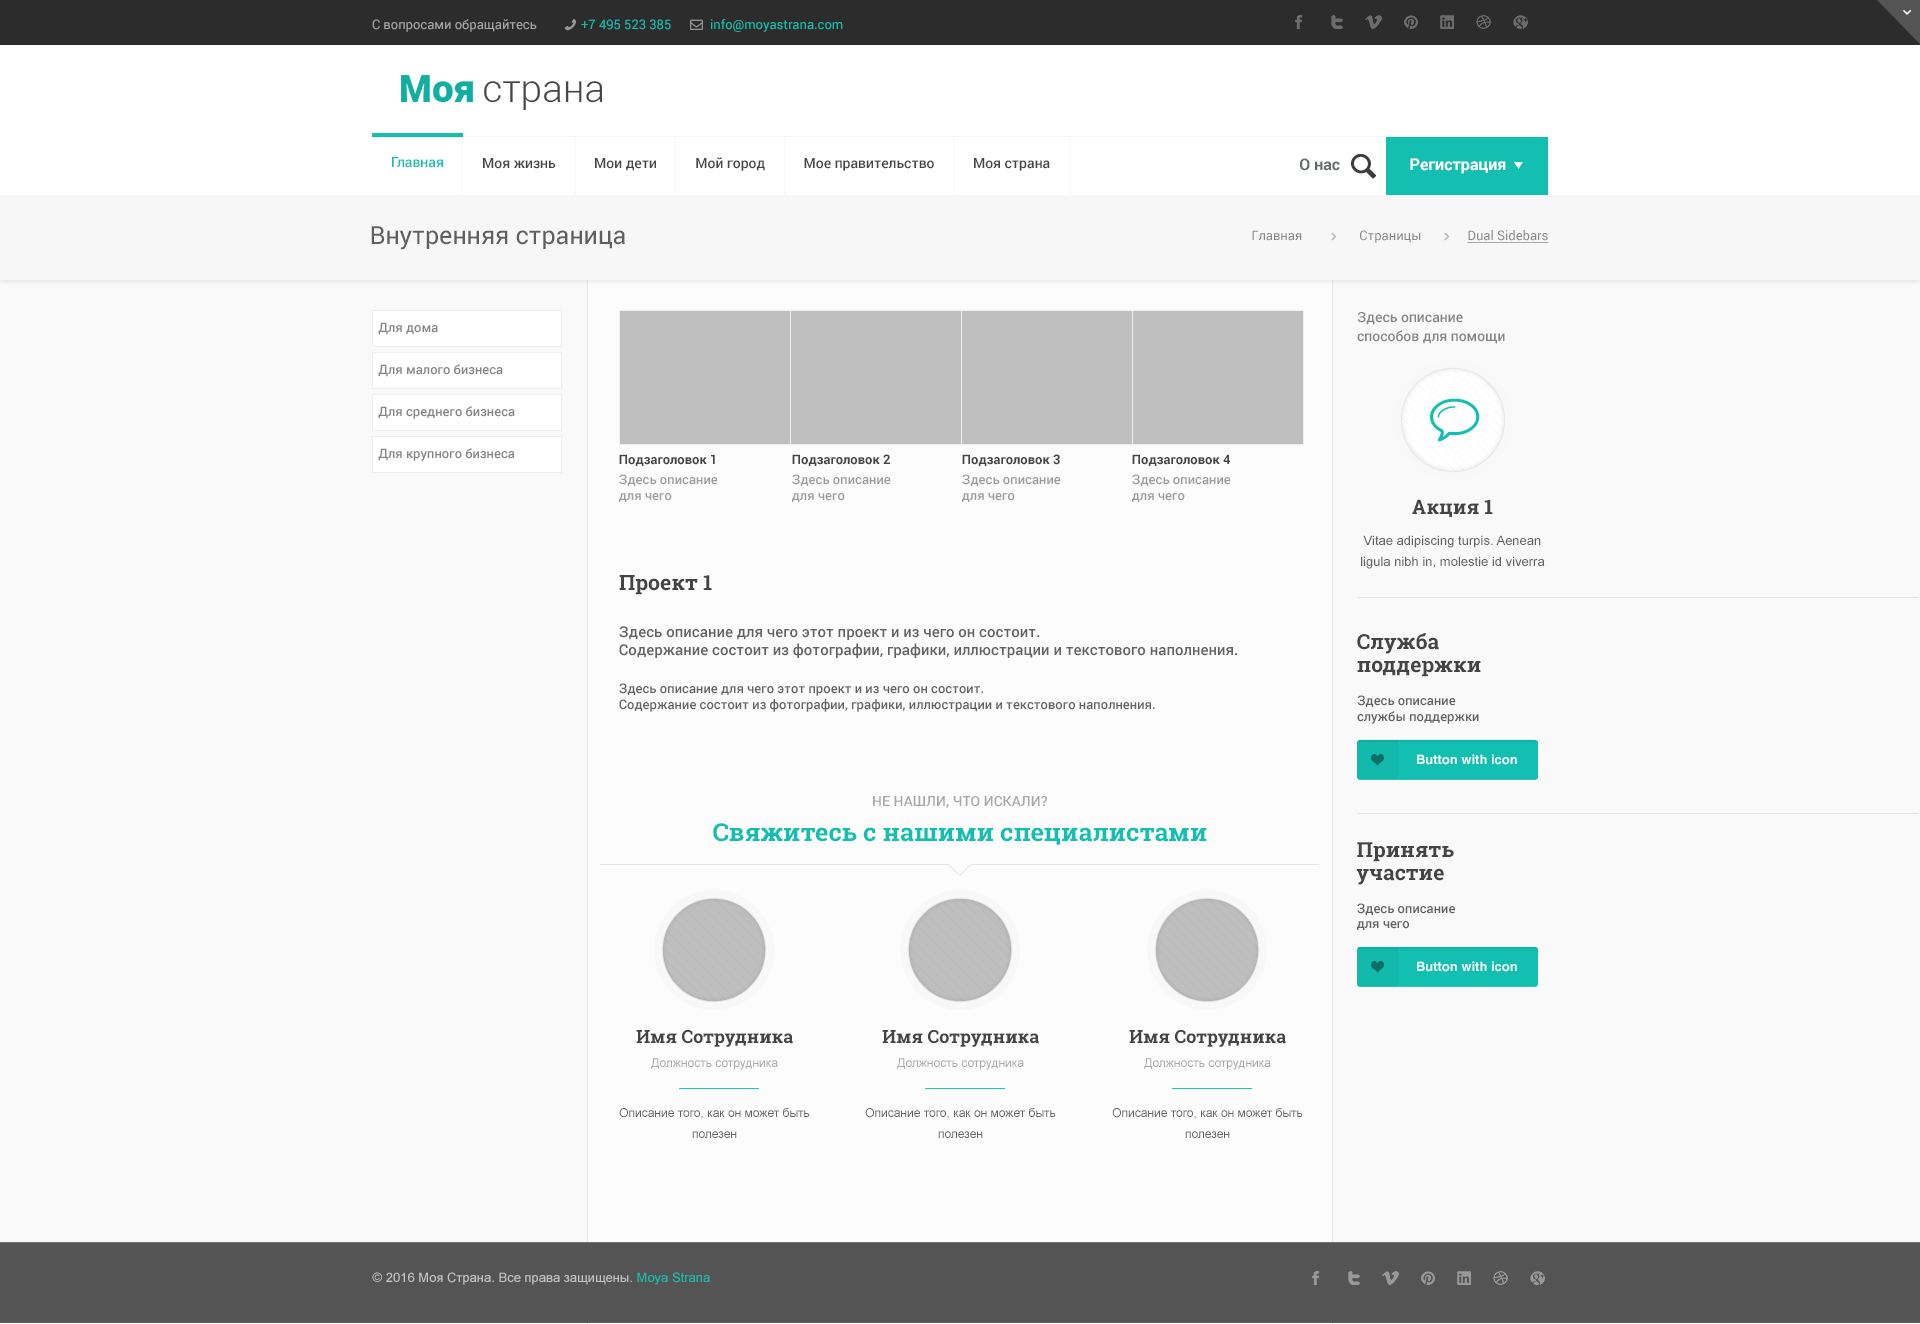 С вопросами обращайтесь +7 495 523 385 info@moyastrana.com
Моя страна
Главная Моя жизнь Мои дети Мой город Мое правительство Моя страна О нас Регистрация
Внутренняя страница Главная Страницы Dual Sidebars
Для дома
Для малого бизнеса
Для среднего бизнеса
Для крупного бизнеса
Подзаголовок 1
Здесь описание
для чего
Подзаголовок 2
Здесь описание
для чего
Подзаголовок 3
Здесь описание
для чего
Подзаголовок 4
Здесь описание
для чего
Проект 1
Здесь описание для чего этот проект и из чего он состоит.
Содержание состоит из фотографии, графики, иллюстрации и текстового наполнения.
Здесь описание для чего этот проект и из чего он состоит.
Содержание состоит из фотографии, графики, иллюстрации и текстового наполнения.
НЕ НАШЛИ, ЧТО ИСКАЛИ?
Свяжитесь с нашими специалистами
Имя Сотрудника
Должность сотрудника
Описание того, как он может быть
полезен
Имя Сотрудника
Должность сотрудника
Описание того, как он может быть
полезен
Имя Сотрудника
Должность сотрудника
Описание того, как он может быть
полезен
Здесь описание
способов для помощи
Акция 1
Vitae adipiscing turpis. Aenean
ligula nibh in, molestie id viverra
Служба
поддержки
Здесь описание
службы поддержки
Button with icon
Принять
участие
Здесь описание
для чего
Button with icon
© 2016 Моя Страна. Все права защищены. Moya Strana